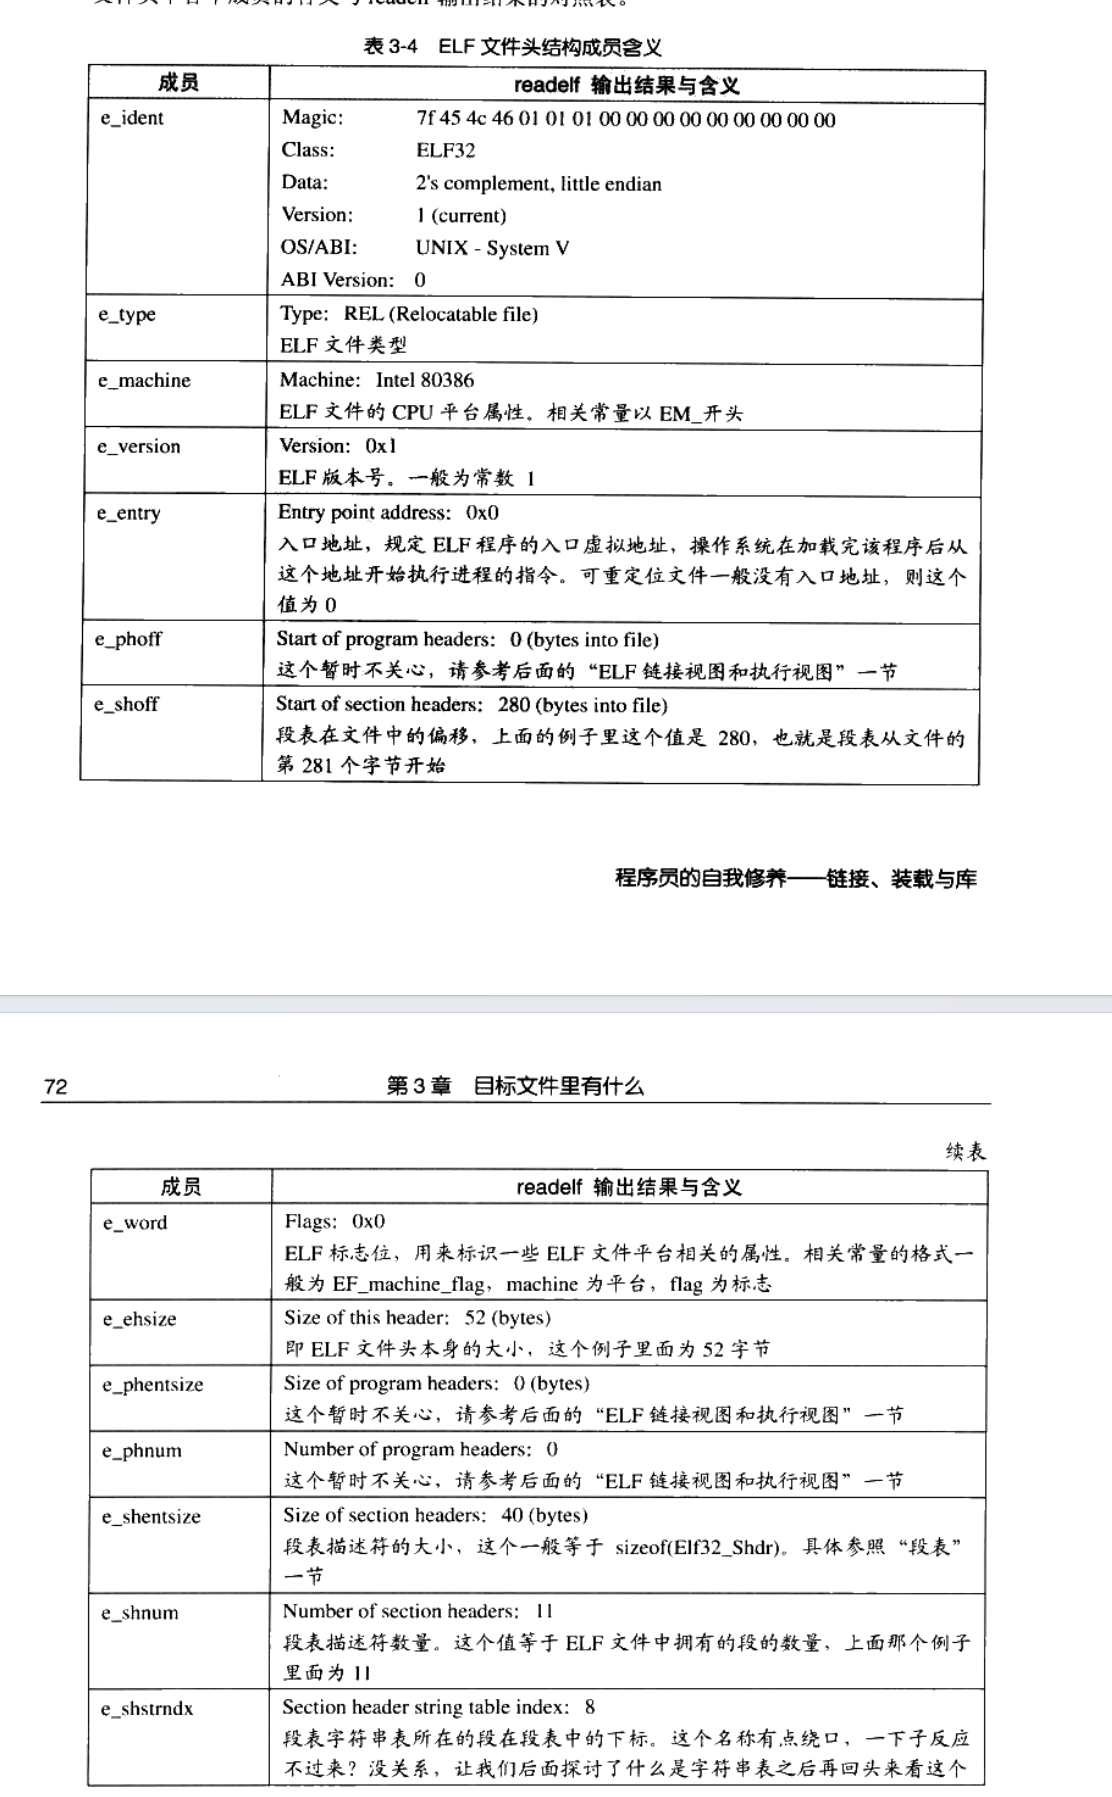 表 3-4 ELF 文件头结构成员含义
成员 readelf 输出结果与含义
e_ident Magic: 7f 45 4c 46 01 01 01 00 00 00 00 00 00 00 00 00
Class: ELF32
Data: 2's complement, little endian
Version: 1 (current)
OS/ABI: UNIX - System V
ABI Version: 0
e_type Type: REL (Relocatable file)
ELF 文件类型
e_machine Machine: Intel 80386
ELF 文件的 CPU 平台属性。相关常量以 EM_开头
e_version Version: 0x1
ELF 版本号。一般为常数 1
e_entry Entry point address: 0x0
入口地址，规定 ELF 程序的入口虚拟地址，操作系统在加载完该程序后从
这个地址开始执行进程的指令。可重定位文件一般没有入口地址，则这个
值为 0
e_phoff Start of program headers: 0 (bytes into file)
这个暂时不关心，请参考后面的“ELF 链接视图和执行视图”一节
e_shoff Start of section headers: 280 (bytes into file)
段表在文件中的偏移，上面的例子里这个值是 280，也就是段表从文件的
第 281 个字节开始
程序员的自我修养——链接、装载与库
72 第 3 章 目标文件里有什么
续表
成员 readelf 输出结果与含义
e_word Flags: 0x0
ELF 标志位，用来标识一些 ELF 文件平台相关的属性。相关常量的格式一
般为 EF_machine_flag，machine 为平台，flag 为标志
e_ehsize Size of this header: 52 (bytes)
即 ELF 文件头本身的大小，这个例子里面为 52 字节
e_phentsize Size of program headers: 0 (bytes)
这个暂时不关心，请参考后面的“ELF 链接视图和执行视图”一节
e_phnum Number of program headers: 0
这个暂时不关心，请参考后面的“ELF 链接视图和执行视图”一节
e_shentsize Size of section headers: 40 (bytes)
段表描述符的大小，这个一般等于 sizeof(Elf32_Shdr)。具体参照“段表”
一节
e_shnum Number of section headers: 11
段表描述符数量。这个值等于 ELF 文件中拥有的段的数量，上面那个例子
里面为 11
e_shstrndx Section header string table index: 8
段表字符串表所在的段在段表中的下标。这个名称有点绕口，一下子反应
不过来？没关系，让我们后面探讨了什么是字符串表之后再回头来看这个